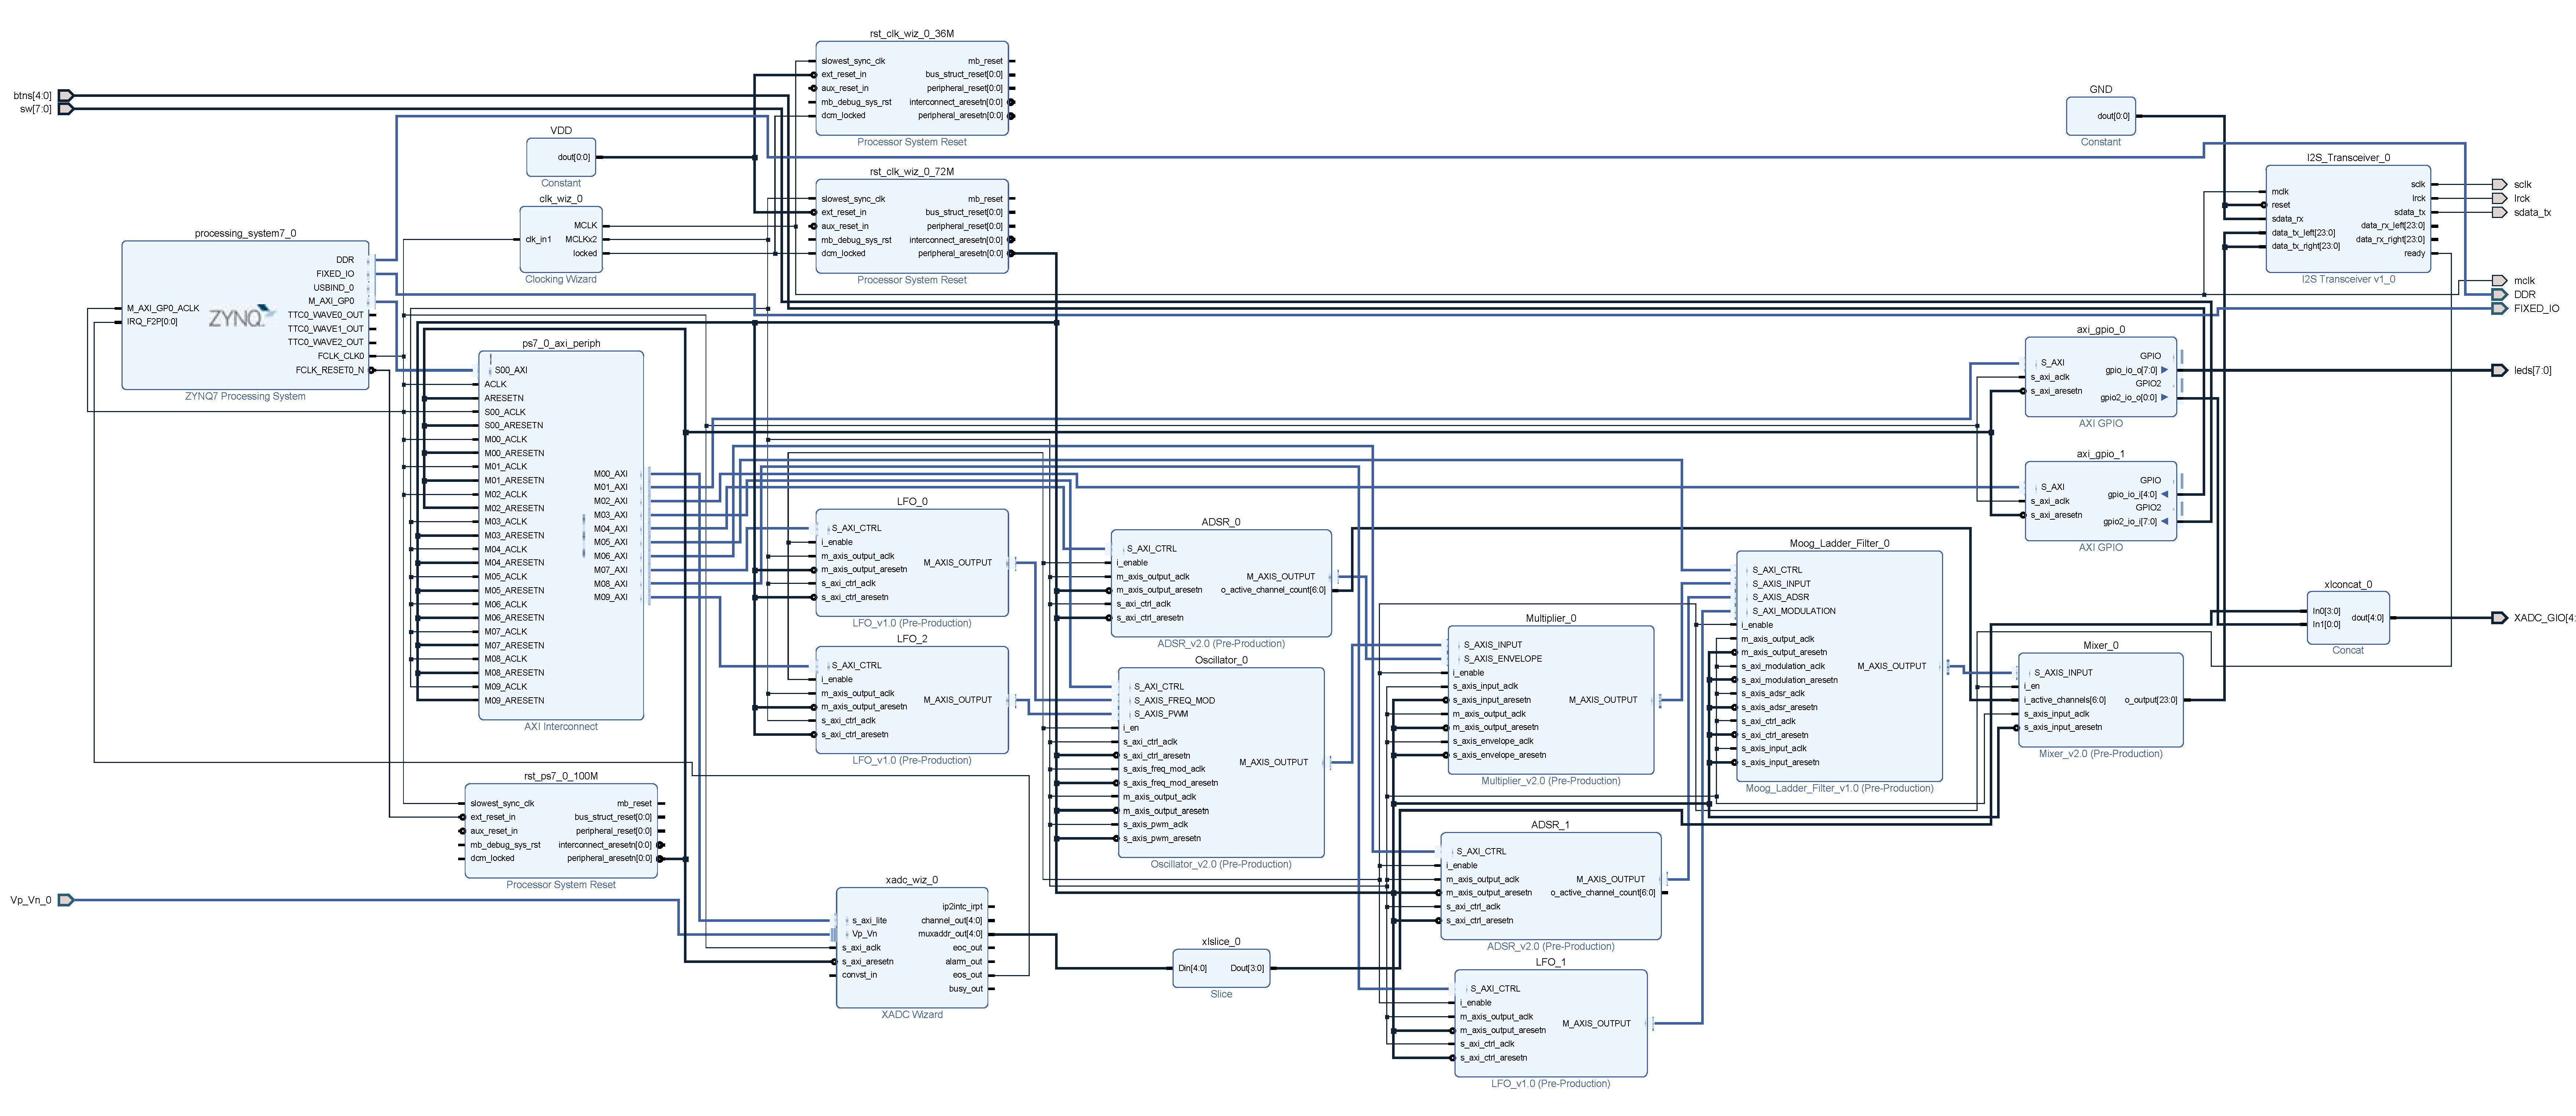 btns[4:0]
sw[7:0]
Vp_Vn_0
processing_system7_0
M_AXI_GP0_ACLK
IRQ_F2P[0:0]
ZYNQ
DDR
FIXED_IO
USBIND_0
M_AXI_GP0
TTC0_WAVE0_OUT
TTC0_WAVE1_OUT
TTC0_WAVE2_OUT
FCLK_CLK0
FCLK_RESET0_N
ZYNQ7 Processing System
VDD
dout[0:0]
Constant
clk_wiz_0
clk_in1
MCLK
MCLKx2
locked
Clocking Wizard
ps7_0_axi_periph
S00_AXI
ACLK
ARESETN
S00_ACLK
S00_ARESETN
M00_ACLK
M00_ARESETN
M01_ACLK
M01_ARESETN
M02_ACLK
M02_ARESETN
M03_ACLK
M03_ARESETN
M04_ACLK
M04_ARESETN
M05_ACLK
M05_ARESETN
M06_ACLK
M06_ARESETN
M07_ACLK
M07_ARESETN
M08_ACLK
M08_ARESETN
M09_ACLK
M09_ARESETN
M00_AXI
M01_AXI
M02_AXI
M03_AXI
M04_AXI
M05_AXI
M06_AXI
M07_AXI
M08_AXI
M09_AXI
AXI Interconnect
rst_ps7_0_100M
slowest_sync_clk
ext_reset_in
aux_reset_in
mb_debug_sys_rst
dcm_locked
mb_reset
bus_struct_reset[0:0]
peripheral_reset[0:0]
interconnect_aresetn[0:0]
peripheral_aresetn[0:0]
Processor System Reset
rst_clk_wiz_0_36M
slowest_sync_clk
ext_reset_in
aux_reset_in
mb_debug_sys_rst
dcm_locked
mb_reset
bus_struct_reset[0:0]
peripheral_reset[0:0]
interconnect_aresetn[0:0]
peripheral_aresetn[0:0]
Processor System Reset
rst_clk_wiz_0_72M
slowest_sync_clk
ext_reset_in
aux_reset_in
mb_debug_sys_rst
dcm_locked
mb_reset
bus_struct_reset[0:0]
peripheral_reset[0:0]
interconnect_aresetn[0:0]
peripheral_aresetn[0:0]
Processor System Reset
LFO_0
S_AXI_CTRL
i_enable
m_axis_output_aclk
m_axis_output_aresetn
s_axi_ctrl_aclk
s_axi_ctrl_aresetn
M_AXIS_OUTPUT
LFO_v1.0 (Pre-Production)
LFO_2
S_AXI_CTRL
i_enable
m_axis_output_aclk
m_axis_output_aresetn
s_axi_ctrl_aclk
s_axi_ctrl_aresetn
M_AXIS_OUTPUT
LFO_v1.0 (Pre-Production)
xadc_wiz_0
s_axi_lite
Vp_Vn
s_axi_aclk
s_axi_aresetn
convst_in
ip2intc_irpt
channel_out[4:0]
muxaddr_out[4:0]
eoc_out
alarm_out
eos_out
busy_out
XADC Wizard
ADSR_0
S_AXI_CTRL
i_enable
m_axis_output_aclk
m_axis_output_aresetn
s_axi_ctrl_aclk
s_axi_ctrl_aresetn
M_AXIS_OUTPUT
o_active_channel_count[6:0]
ADSR_v2.0 (Pre-Production)
Oscillator_0
S_AXI_CTRL
S_AXIS_FREQ_MOD
S_AXIS_PWM
i_en
s_axi_ctrl_aclk
s_axi_ctrl_aresetn
s_axis_freq_mod_aclk
s_axis_freq_mod_aresetn
m_axis_output_aclk
m_axis_output_aresetn
s_axis_pwm_aclk
s_axis_pwm_aresetn
M_AXIS_OUTPUT
Oscillator_v2.0 (Pre-Production)
xlslice_0
Din[4:0]
Dout[3:0]
Slice
Multiplier_0
S_AXIS_INPUT
S_AXIS_ENVELOPE
i_enable
s_axis_input_aclk
s_axis_input_aresetn
m_axis_output_aclk
m_axis_output_aresetn
s_axis_envelope_aclk
s_axis_envelope_aresetn
M_AXIS_OUTPUT
Multiplier_v2.0 (Pre-Production)
ADSR_1
S_AXI_CTRL
i_enable
m_axis_output_aclk
m_axis_output_aresetn
s_axi_ctrl_aclk
s_axi_ctrl_aresetn
M_AXIS_OUTPUT
o_active_channel_count[6:0]
ADSR_v2.0 (Pre-Production)
LFO_1
S_AXI_CTRL
i_enable
m_axis_output_aclk
m_axis_output_aresetn
s_axi_ctrl_aclk
s_axi_ctrl_aresetn
M_AXIS_OUTPUT
LFO_v1.0 (Pre-Production)
Moog_Ladder_Filter_0
S_AXI_CTRL
S_AXIS_INPUT
S_AXIS_ADSR
S_AXI_MODULATION
i_enable
m_axis_output_aclk
m_axis_output_aresetn
s_axi_modulation_aclk
s_axi_modulation_aresetn
s_axis_adsr_aclk
s_axis_adsr_aresetn
s_axi_ctrl_aclk
s_axi_ctrl_aresetn
s_axis_input_aclk
s_axis_input_aresetn
M_AXIS_OUTPUT
Moog_Ladder_Filter_v1.0 (Pre-Production)
Mixer_0
S_AXIS_INPUT
i_en
i_active_channels[6:0]
s_axis_input_aclk
s_axis_input_aresetn
o_output[23:0]
Mixer_v2.0 (Pre-Production)
GND
dout[0:0]
Constant
I2S_Transceiver_0
mclk
reset
sdata_rx
data_tx_left[23:0]
data_tx_right[23:0]
sclk
lrck
sdata_tx
data_rx_left[23:0]
data_rx_right[23:0]
ready
I2S Transceiver v1_0
axi_gpio_0
S_AXI
s_axi_aclk
s_axi_aresetn
GPIO
gpio_io_o[7:0]
GPIO2
gpio2_io_o[0:0]
AXI GPIO
axi_gpio_1
S_AXI
s_axi_aclk
s_axi_aresetn
GPIO
gpio_io_i[4:0]
GPIO2
gpio2_io_i[7:0]
AXI GPIO
xlconcat_0
In0[3:0]
In1[0:0]
dout[4:0]
Concat
sclk
lrck
sdata_tx
mclk
DDR
FIXED_IO
leds[7:0]
XADC_GIO[4: